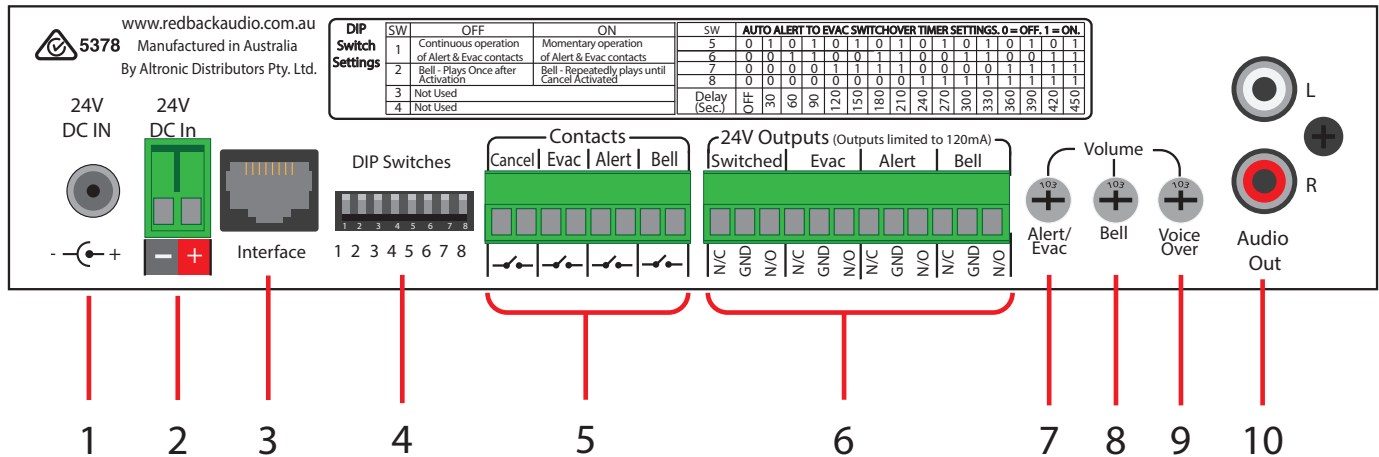 www.redbackaudio.com.au
5378
Manufactured in Australia
By Altronic Distributors Pty. Ltd.
DIP Switch Settings
SW OFF ON
1 Continuous operation of Alert & Evac contacts Momentary operation of Alert & Evac contacts
2 Bell - Plays Once after Activation Bell - Repeatedly plays until Cancel Activated
3 Not Used
4 Not Used
SW AUTO ALERT TO EVAC SWITCHOVER TIMER SETTINGS. 0 = OFF. 1 = ON.
5 0 1 0 1 0 1 0 1 0 1 0 1 0 1 0 1
6 0 0 1 1 0 0 1 1 0 0 1 1 0 0 1 1
7 0 0 0 0 1 1 1 1 0 0 0 0 1 1 1 1
8 0 0 0 0 0 0 0 0 1 1 1 1 1 1 1 1
Delay (Sec.) OFF 30 60 90 120 150 180 210 240 270 300 330 360 390 420 450
24V DC IN
- +
24V DC In
- +
Interface
DIP Switches
1 2 3 4 5 6 7 8
1 2 3 4 5 6 7 8
Contacts
Cancel Evac Alert Bell
24V Outputs (Outputs limited to 120mA)
Switched Evac Alert Bell
N/C GND N/O N/C GND N/O N/C GND N/O N/C GND N/O
Volume
103 103 103
Alert/ Evac
Bell
Voice Over
L
R
Audio Out
1 2 3 4 5 6 7 8 9 10